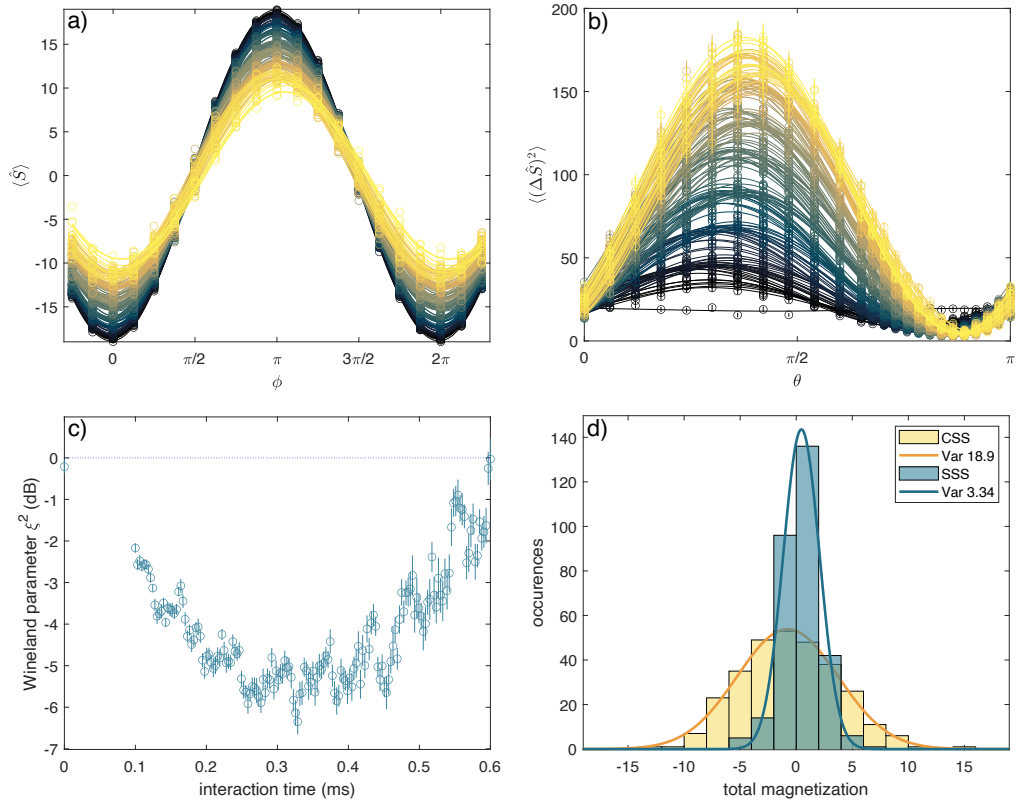 a)
15
10
5
0
-5
-10
-15
⟨Ŝ⟩
0
π/2
π
3π/2
2π
ϕ
b)
200
150
100
50
0
⟨(ΔŜ)²⟩
0
π/2
π
θ
c)
0
-1
-2
-3
-4
-5
-6
-7
Wineland parameter ξ² (dB)
0
0.1
0.2
0.3
0.4
0.5
0.6
interaction time (ms)
d)
CSS
Var 18.9
SSS
Var 3.34
140
120
100
80
60
40
20
0
occurences
-15
-10
-5
0
5
10
15
total magnetization